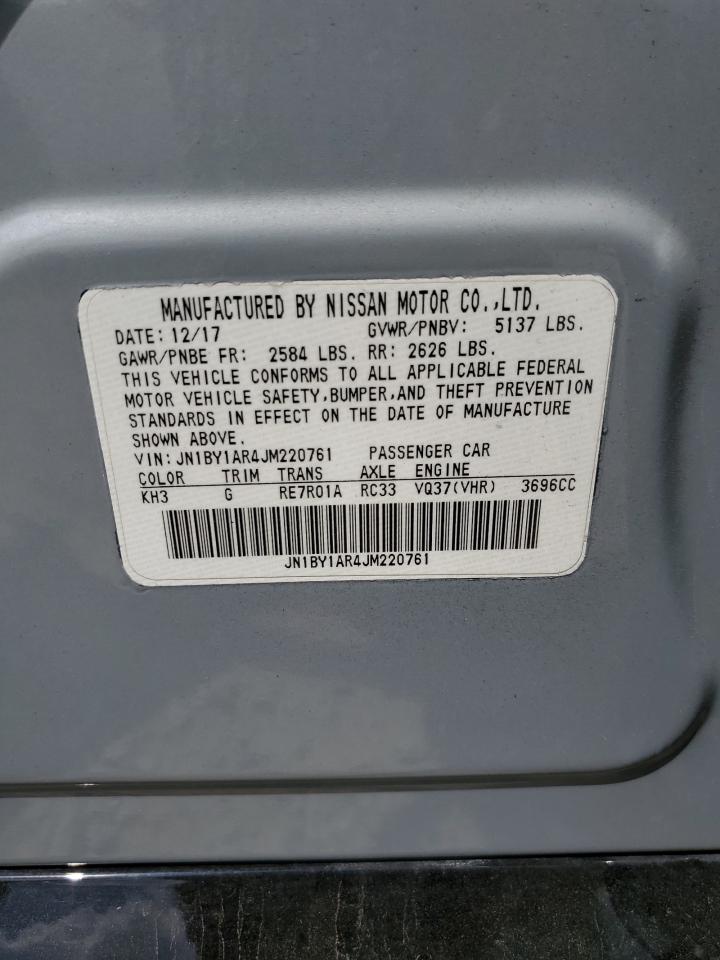 MANUFACTURED BY NISSAN MOTOR CO.,LTD.
DATE: 12/17 GVWR/PNBV: 5137 LBS.
GAWR/PNBE FR: 2584 LBS. RR: 2626 LBS.
THIS VEHICLE CONFORMS TO ALL APPLICABLE FEDERAL
MOTOR VEHICLE SAFETY,BUMPER,AND THEFT PREVENTION
STANDARDS IN EFFECT ON THE DATE OF MANUFACTURE
SHOWN ABOVE.
VIN: JN1BY1AR4JM220761 PASSENGER CAR
COLOR TRIM TRANS AXLE ENGINE
KH3 G RE7R01A RC33 VQ37(VHR) 3696CC
JN1BY1AR4JM220761